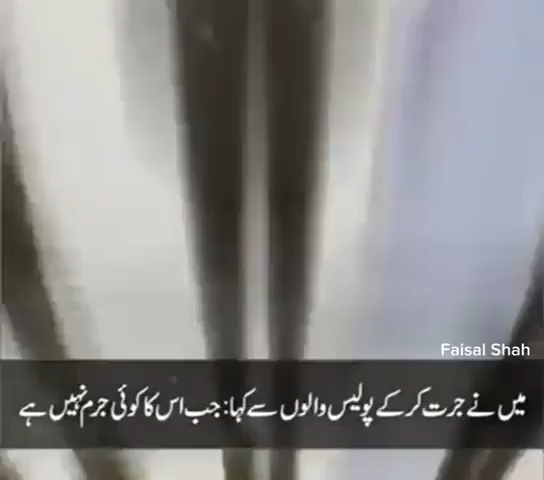 Faisal Shah
میں نے جرت کر کے پولیس والوں سے کہا: جب اس کا کوئی جرم نہیں ہے